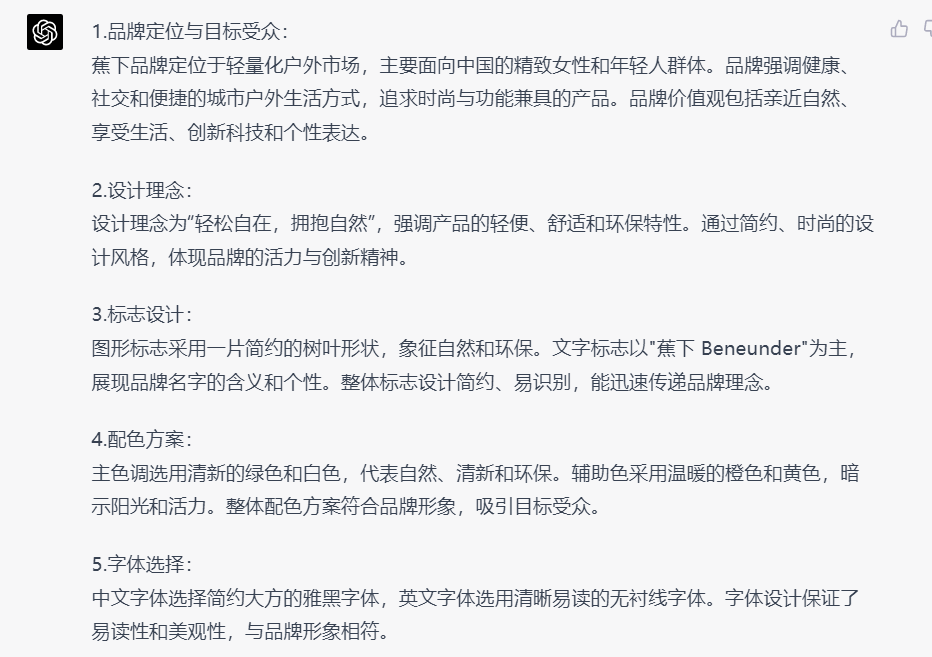 1.品牌定位与目标受众：
蕉下品牌定位于轻量化户外市场，主要面向中国的精致女性和年轻人群体。品牌强调健康、
社交和便捷的城市户外生活方式，追求时尚与功能兼具的产品。品牌价值观包括亲近自然、
享受生活、创新科技和个性表达。
2.设计理念：
设计理念为“轻松自在，拥抱自然”，强调产品的轻便、舒适和环保特性。通过简约、时尚的设
计风格，体现品牌的活力与创新精神。
3.标志设计：
图形标志采用一片简约的树叶形状，象征自然和环保。文字标志以"蕉下 Beneunder"为主，
展现品牌名字的含义和个性。整体标志设计简约、易识别，能迅速传递品牌理念。
4.配色方案：
主色调选用清新的绿色和白色，代表自然、清新和环保。辅助色采用温暖的橙色和黄色，暗
示阳光和活力。整体配色方案符合品牌形象，吸引目标受众。
5.字体选择：
中文字体选择简约大方的雅黑字体，英文字体选用清晰易读的无衬线字体。字体设计保证了
易读性和美观性，与品牌形象相符。